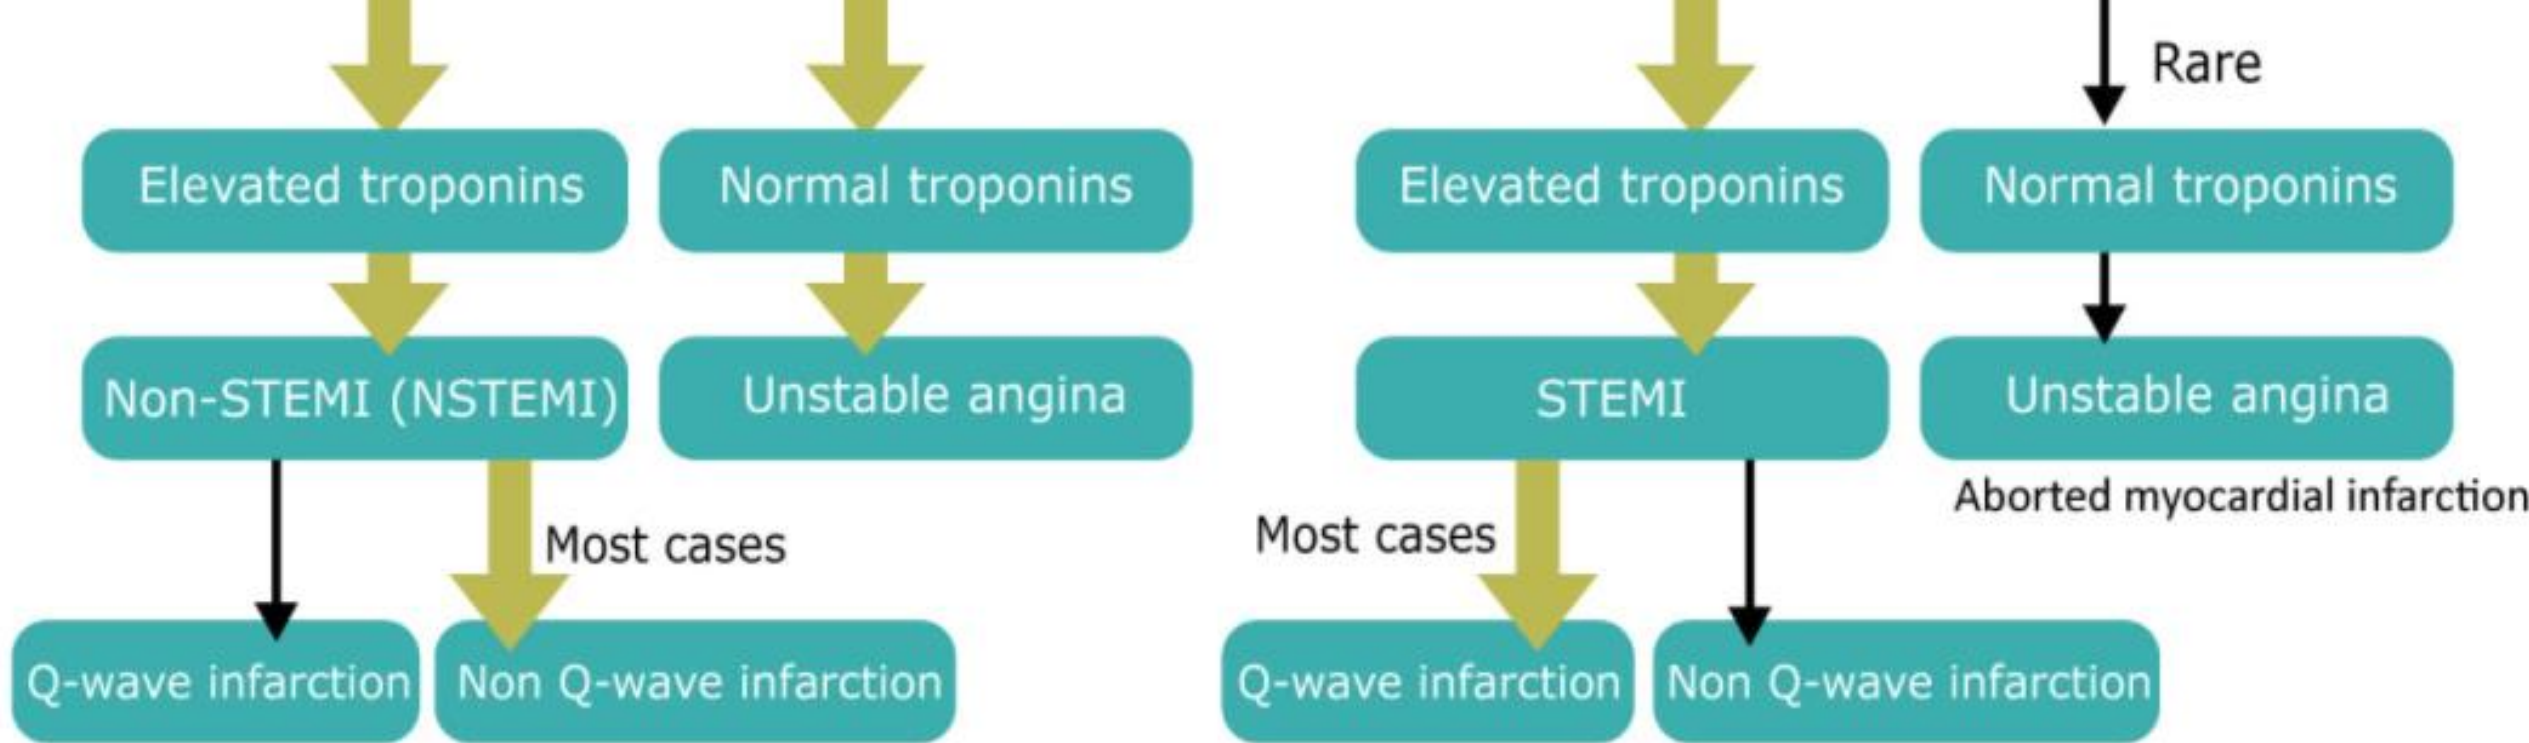 Rare
Elevated troponins
Normal troponins
Elevated troponins
Normal troponins
Non-STEMI (NSTEMI)
Unstable angina
STEMI
Unstable angina
Aborted myocardial infarction
Most cases
Most cases
Q-wave infarction
Non Q-wave infarction
Q-wave infarction
Non Q-wave infarction